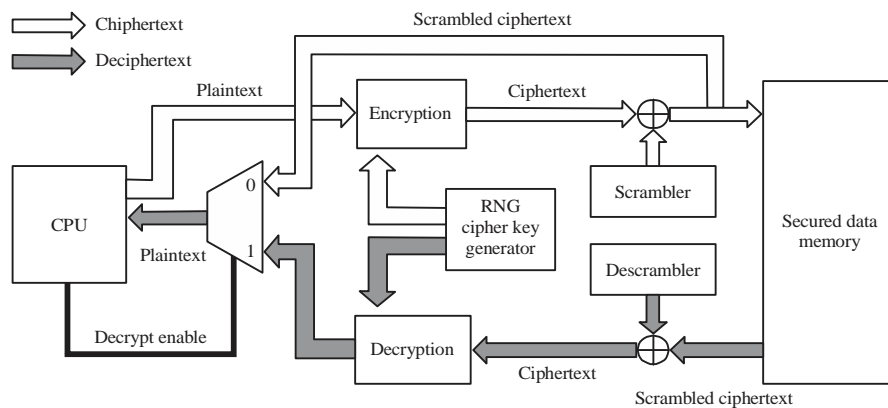 Scrambled ciphertext
Chiphertext
Deciphertext
Plaintext
Encryption
Ciphertext
0
Scrambler
CPU
RNG
cipher key
generator
Secured data
memory
Plaintext
1
Descrambler
Decrypt enable
Decryption
Ciphertext
Scrambled ciphertext